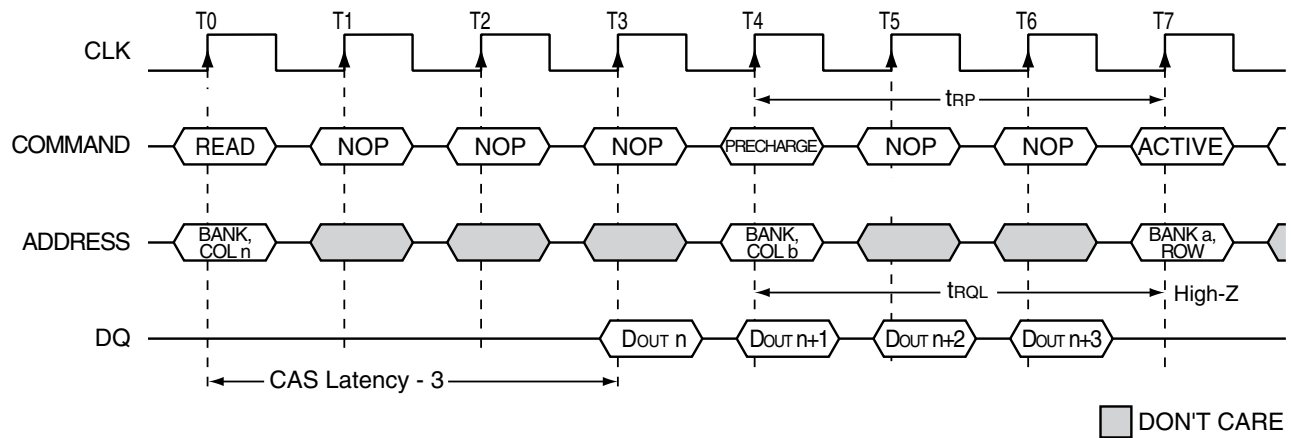 T0 T1 T2 T3 T4 T5 T6 T7
CLK
tRP
COMMAND READ NOP NOP NOP PRECHARGE NOP NOP ACTIVE
ADDRESS BANK, COL n BANK, COL b BANK a, ROW
tRQL High-Z
DQ DOUT n DOUT n+1 DOUT n+2 DOUT n+3
CAS Latency - 3
DON'T CARE